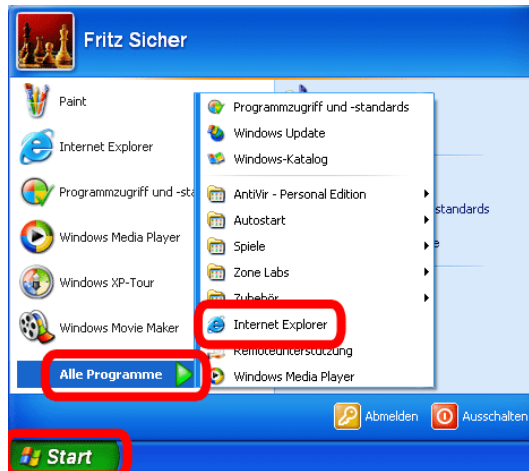 Fritz Sicher
Paint
Internet Explorer
Programmzugriff und -sta
Windows Media Player
Windows XP-Tour
Windows Movie Maker
Alle Programme
Programmzugriff und -standards
Windows Update
Windows-Katalog
AntiVir - Personal Edition
Autostart
Spiele
Zone Labs
Zubehör
Internet Explorer
Remoteunterstützung
Windows Media Player
standards
Abmelden
Ausschalten
Start